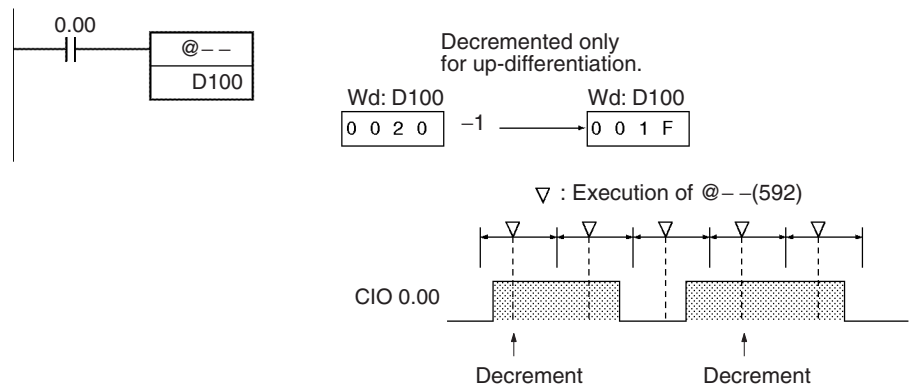 0.00
@– –
D100
Decremented only
for up-differentiation.
Wd: D100
Wd: D100
0 0 2 0
–1
0 0 1 F
: Execution of @– –(592)
CIO 0.00
Decrement
Decrement